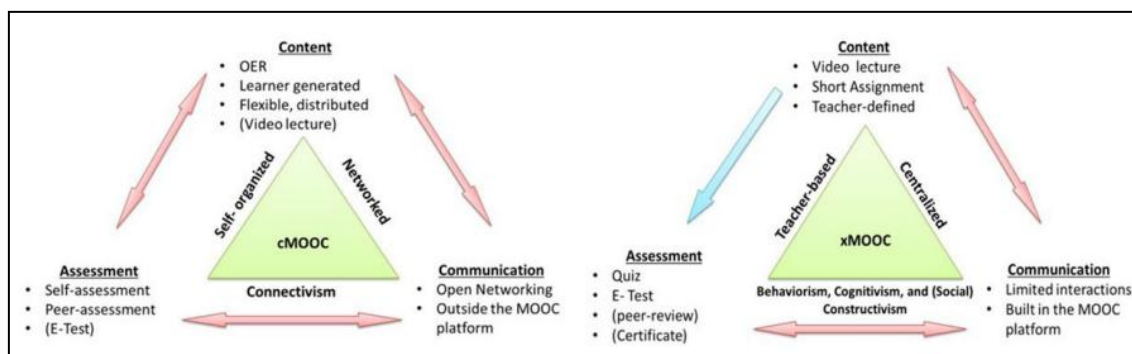 Content
• OER
• Learner generated
• Flexible, distributed
• (Video lecture)
Self- organized
Networked
cMOOC
Connectivism
Assessment
• Self-assessment
• Peer-assessment
• (E-Test)
Communication
• Open Networking
• Outside the MOOC
platform
Content
• Video lecture
• Short Assignment
• Teacher-defined
Teacher-based
Centralized
xMOOC
Behaviorism, Cognitivism, and (Social)
Constructivism
Assessment
• Quiz
• E- Test
• (peer-review)
• (Certificate)
Communication
• Limited interactions
• Built in the MOOC
platform